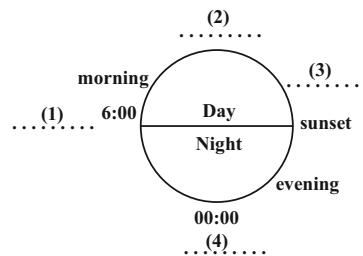 (2)
. . . . . . . . .
morning
(3)
. . . . . . . . .
(1)
6:00
Day
. . . . . . . . .
sunset
Night
evening
00:00
(4)
. . . . . . . . .